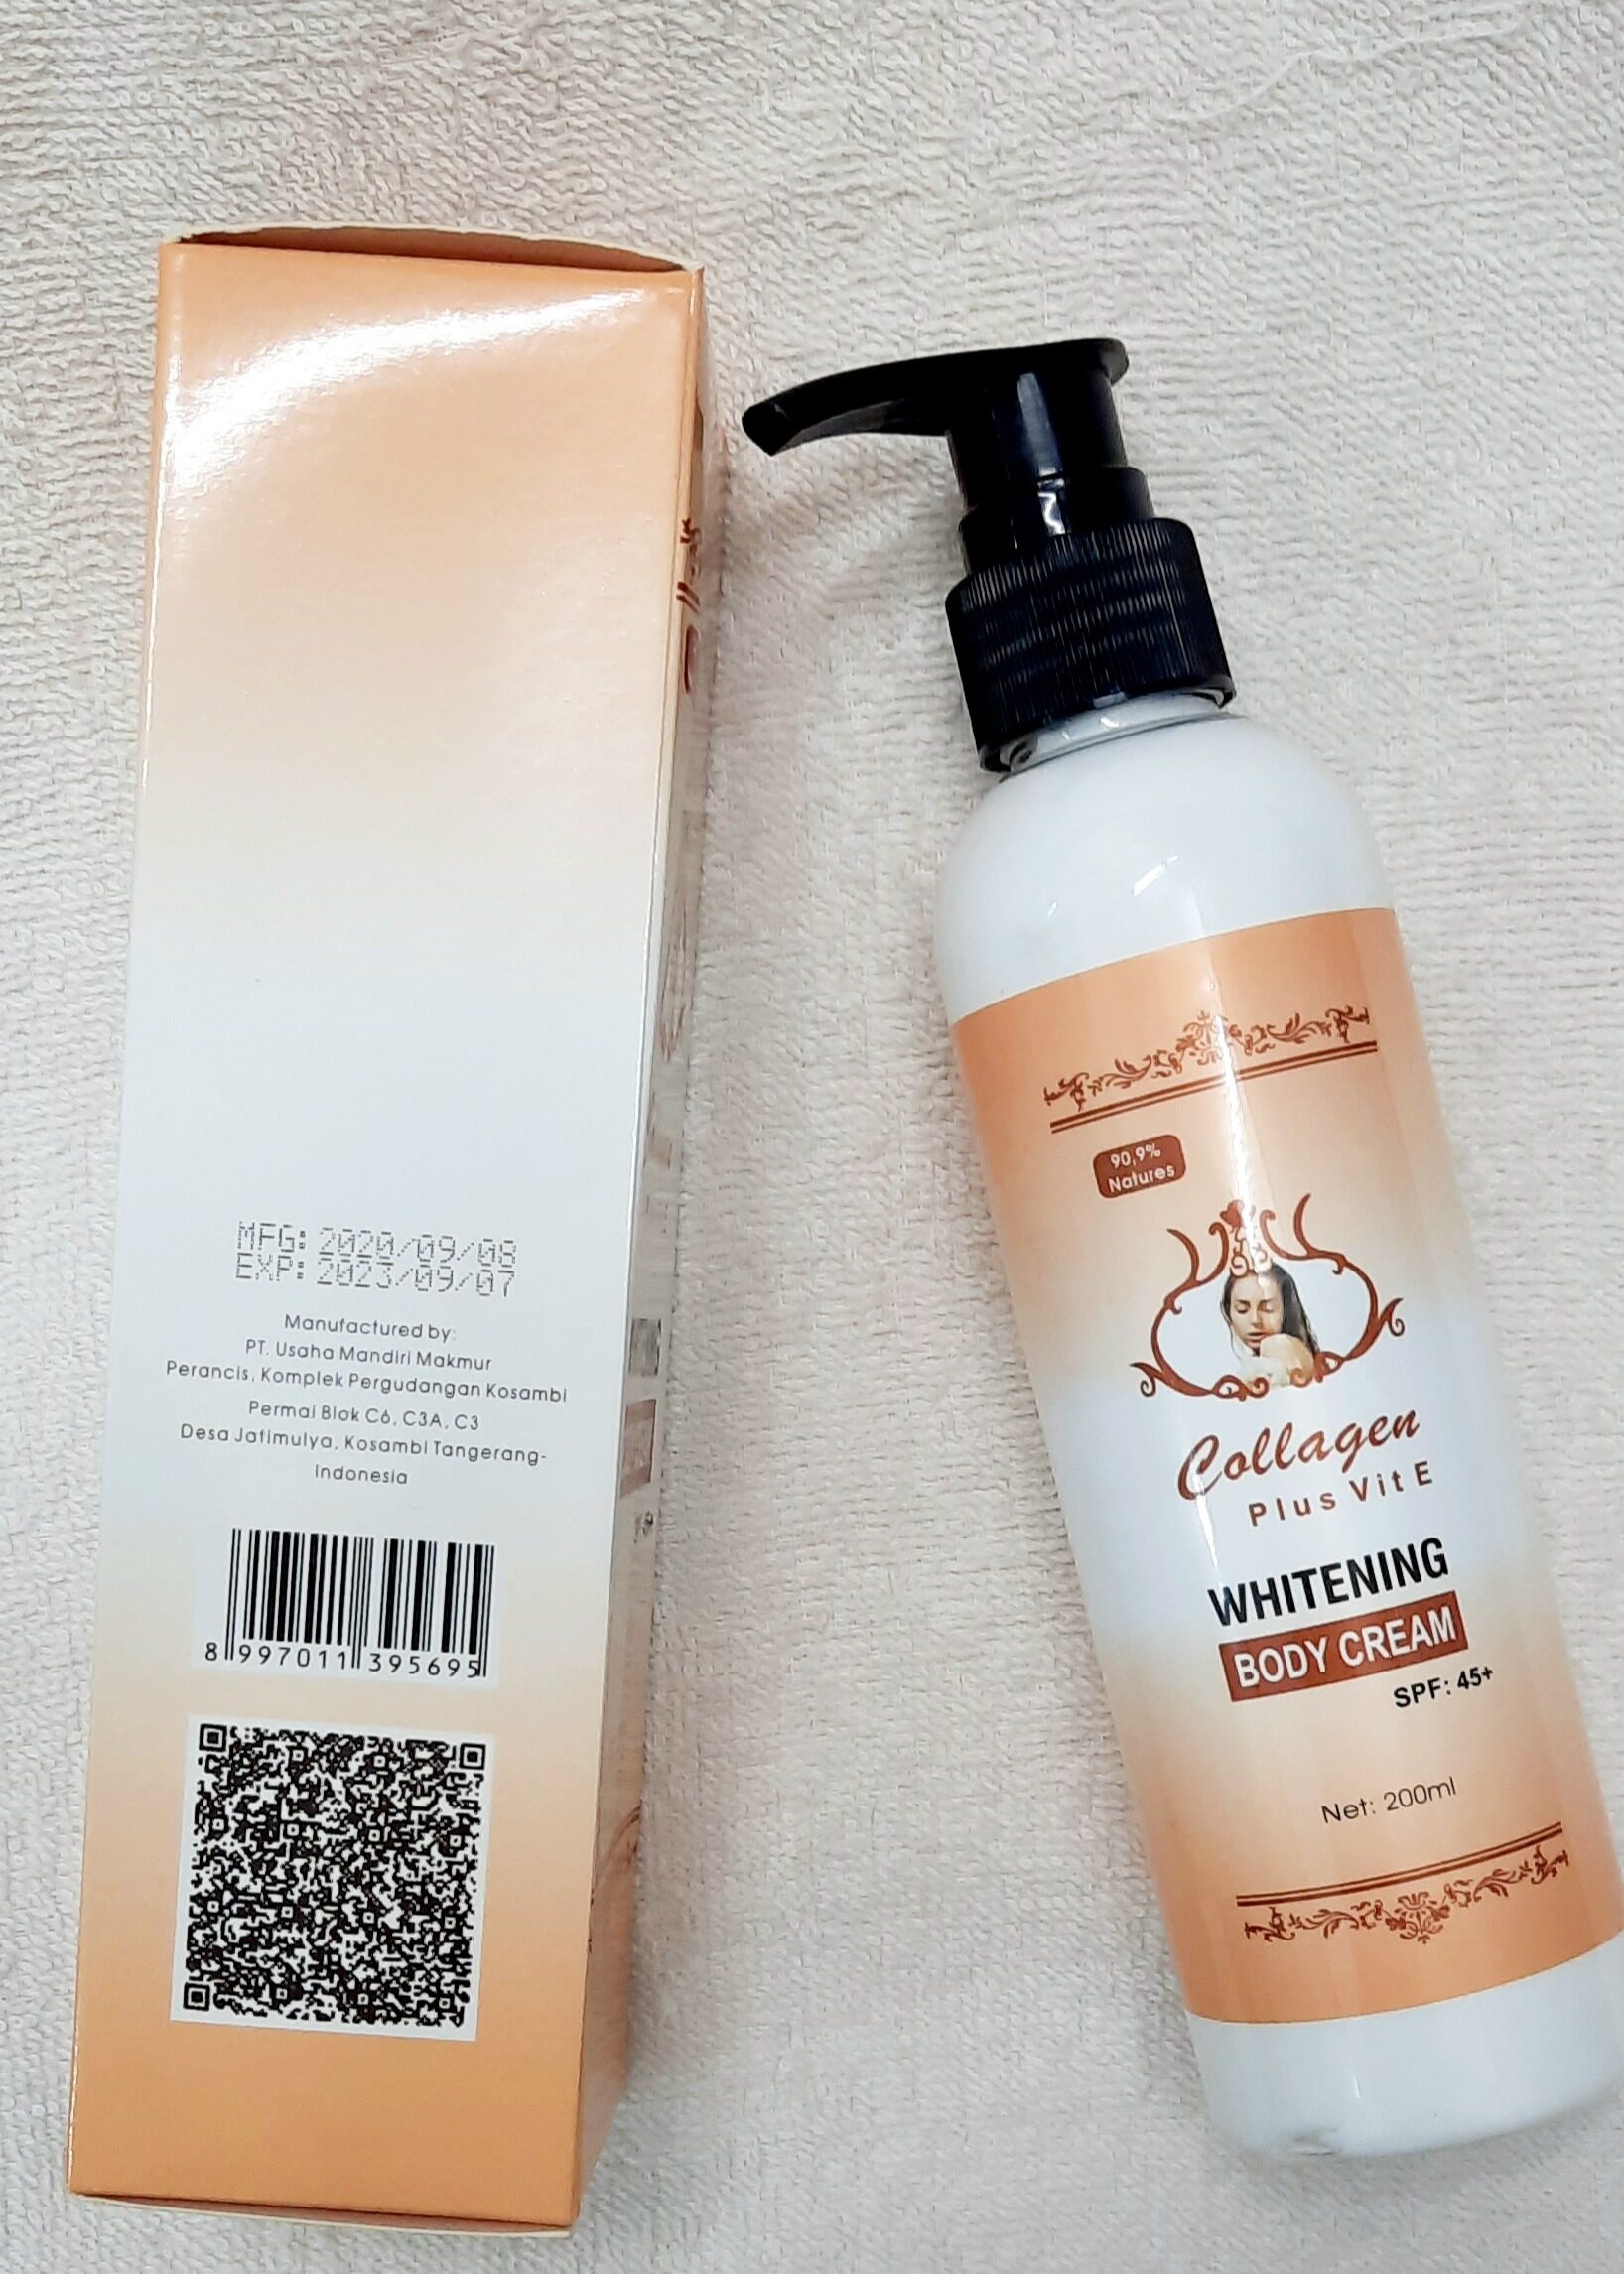 MFG: 2020/09/08
EXP: 2023/09/07
Manufactured by:
PT. Usaha Mandiri Makmur
Perancis, Komplek Pergudangan Kosambi
Permai Blok C6, C3A, C3
Desa Jatimulya, Kosambi Tangerang-
Indonesia
8 997011 395695
90,9%
Natures
Collagen
Plus Vit E
WHITENING
BODY CREAM
SPF: 45+
Net: 200ml